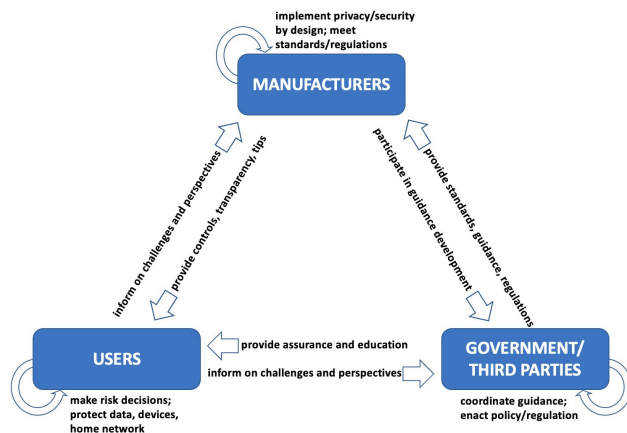 implement privacy/security
by design; meet
standards/regulations
MANUFACTURERS
inform on challenges and perspectives
provide controls, transparency, tips
participate in guidance development
provide standards, guidance, regulations
USERS
provide assurance and education
inform on challenges and perspectives
GOVERNMENT/
THIRD PARTIES
make risk decisions;
protect data, devices,
home network
coordinate guidance;
enact policy/regulation